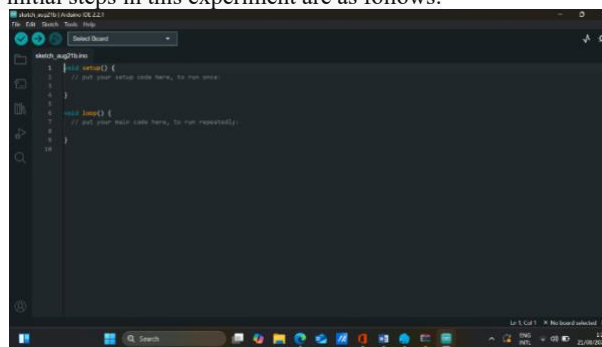 initial steps in this experiment are as follows:
sketch_aug21b | Arduino IDE 2.2.1
File Edit Sketch Tools Help
Select Board
sketch_aug21b.ino
1 void setup() {
2 // put your setup code here, to run once:
3
4 }
5
6 void loop() {
7 // put your main code here, to run repeatedly:
8
9 }
10
Ln 1, Col 1 × No board selected
Search
ENG
INTL